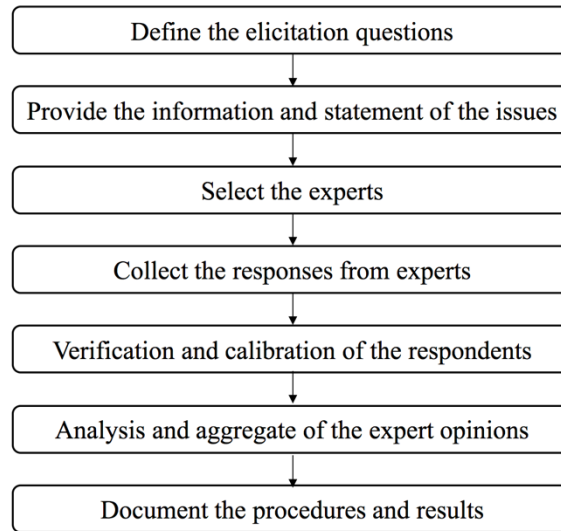 Define the elicitation questions
Provide the information and statement of the issues
Select the experts
Collect the responses from experts
Verification and calibration of the respondents
Analysis and aggregate of the expert opinions
Document the procedures and results